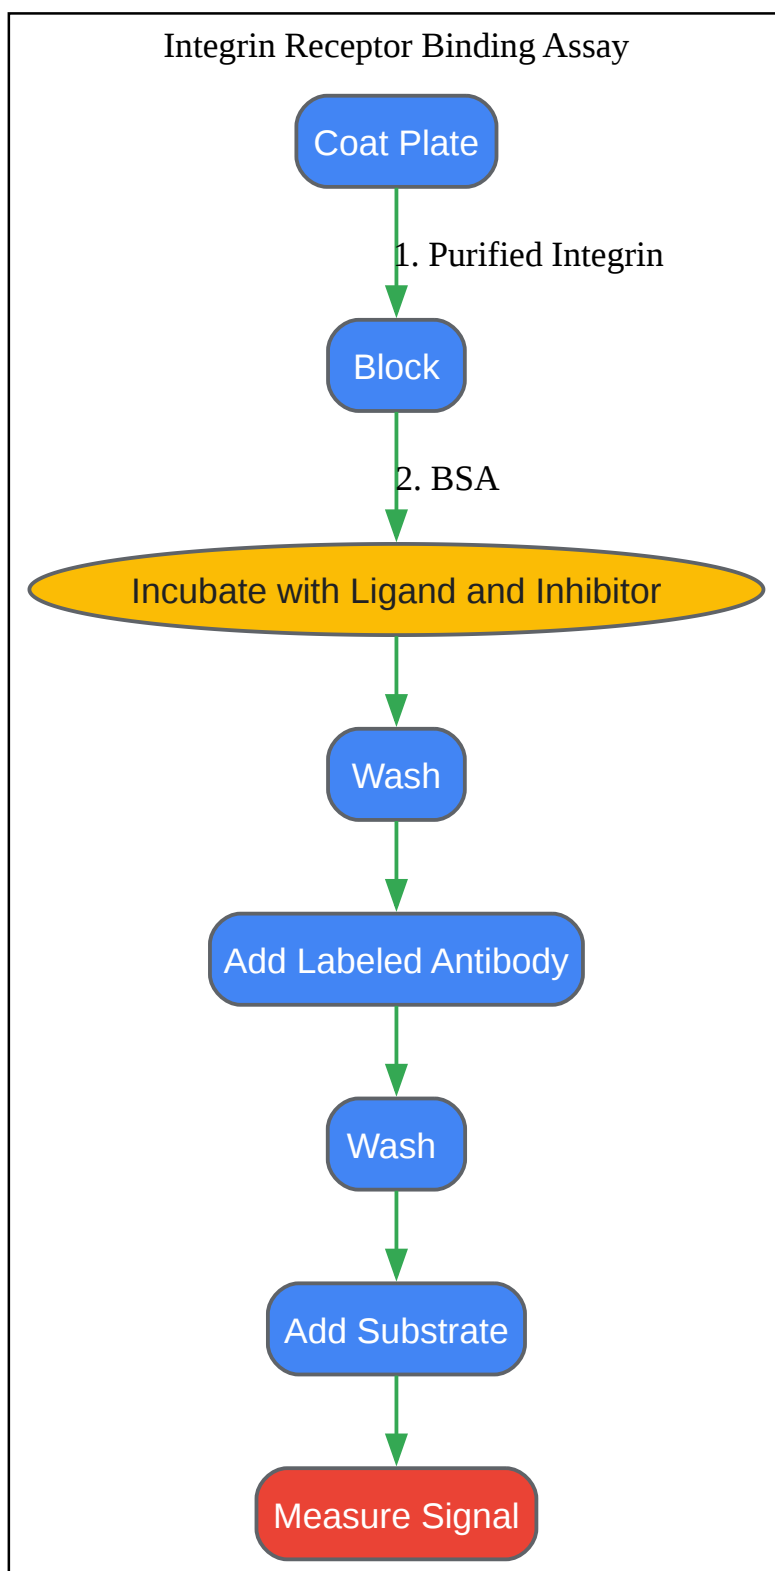 Integrin Receptor Binding Assay
Coat Plate
1. Purified Integrin
Block
2. BSA
Incubate with Ligand and Inhibitor
Wash
Add Labeled Antibody
Wash
Add Substrate
Measure Signal